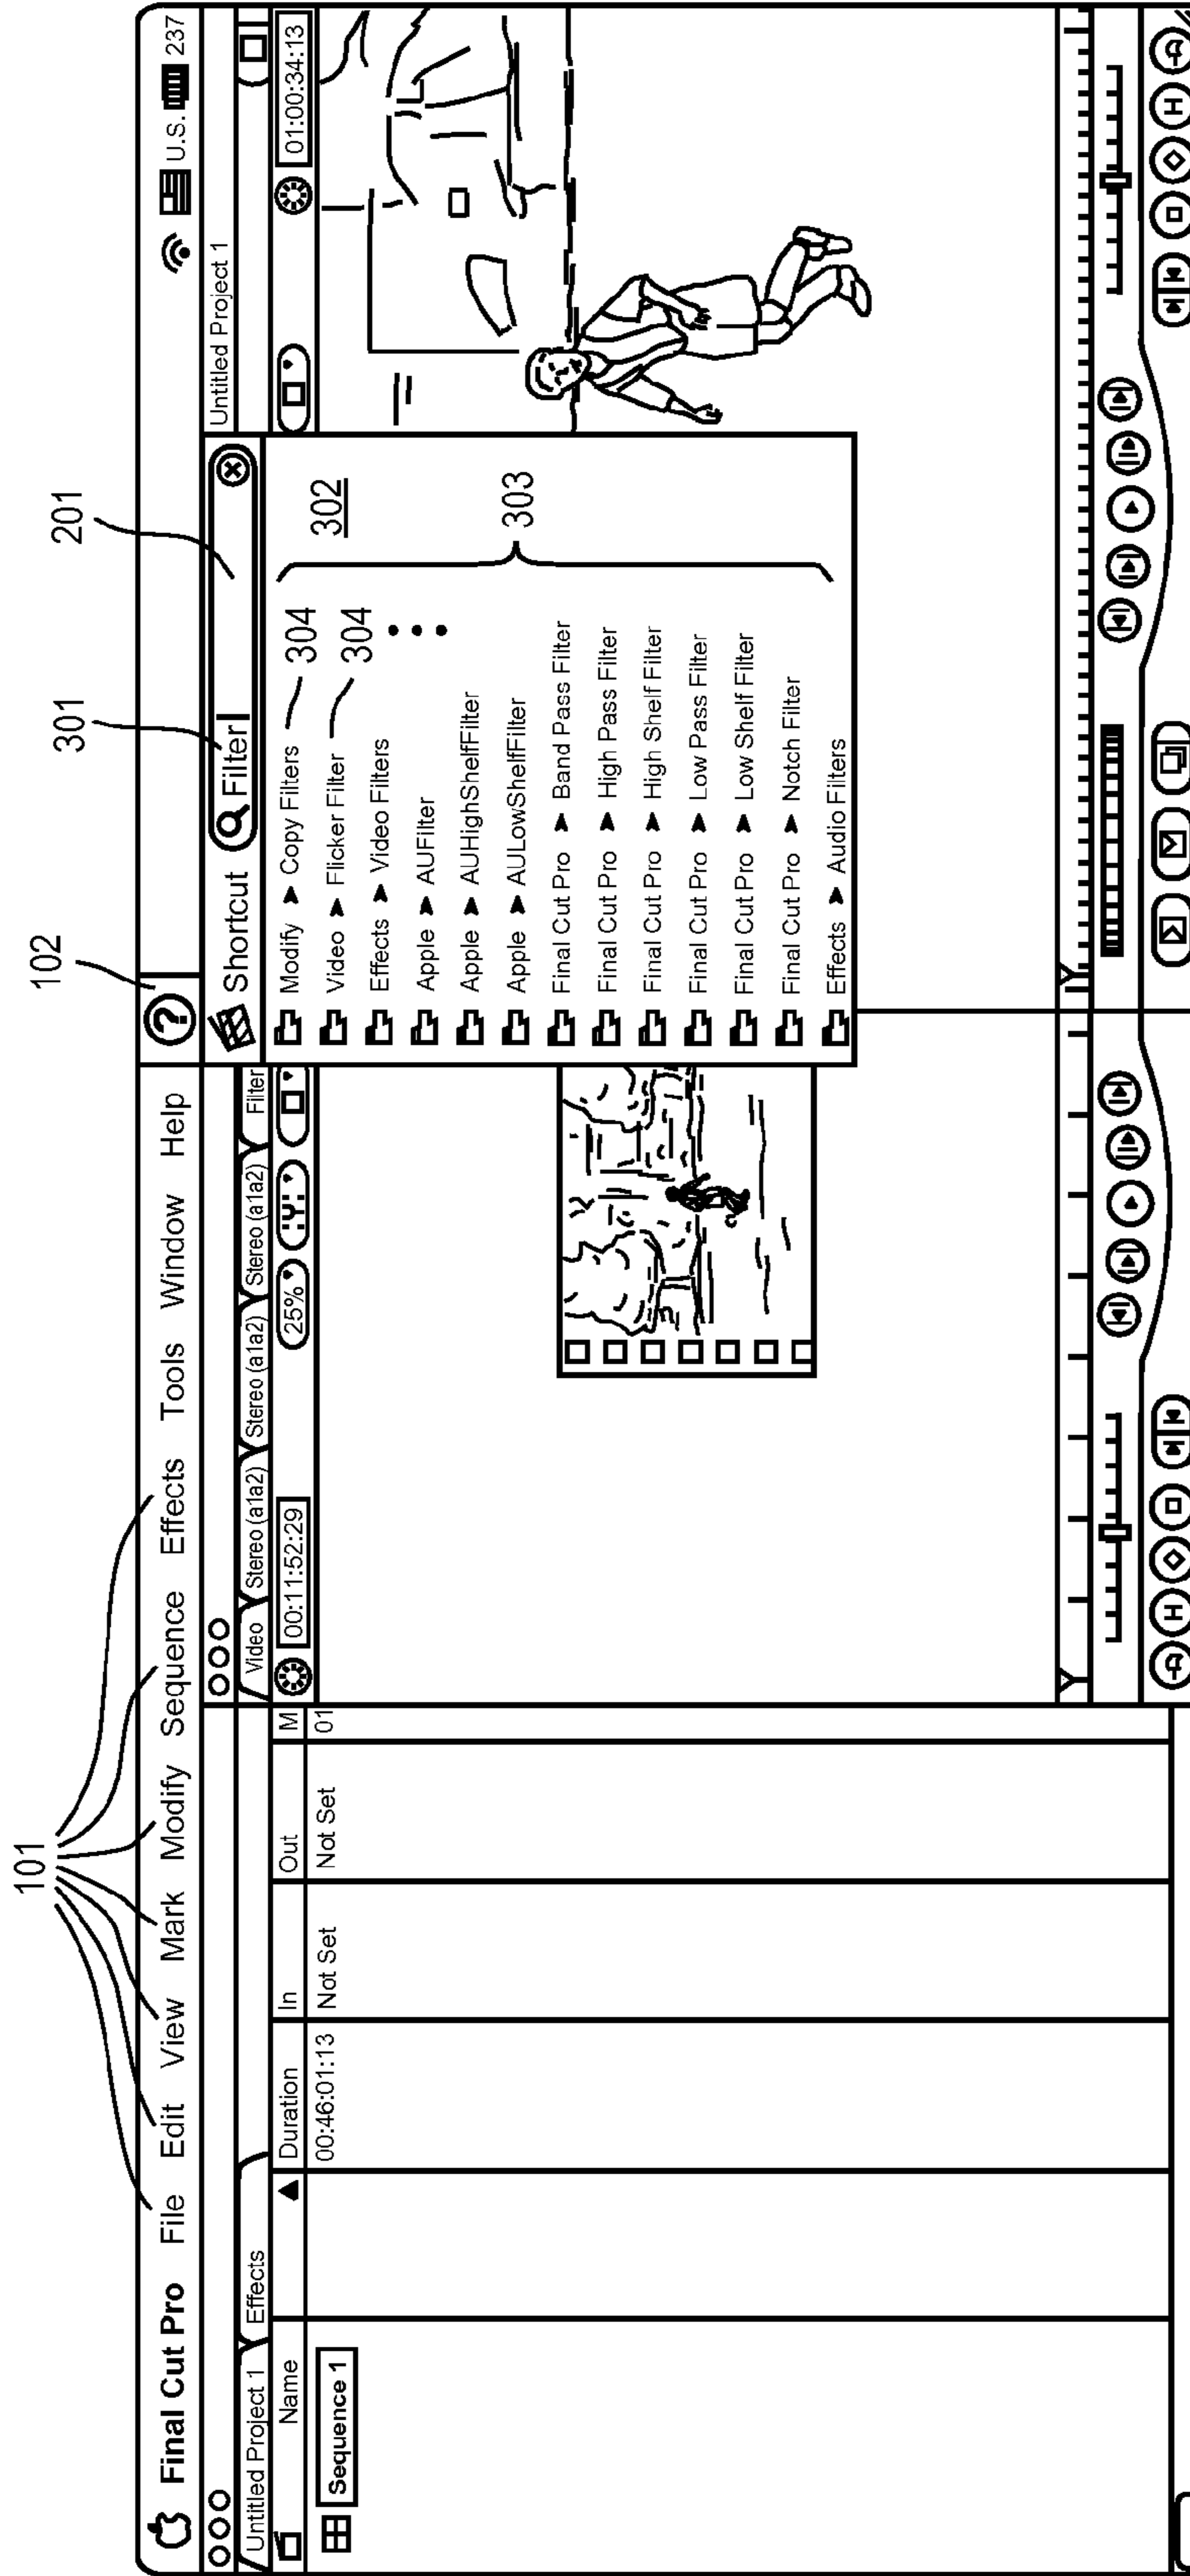 101
102
301
201
Final Cut Pro File Edit View Mark Modify Sequence Effects Tools Window Help ? U.S. 237
Shortcut Filter
Untitled Project 1
Untitled Project 1 Effects
Video Stereo (a1a2) Stereo (a1a2) Stereo (a1a2) Filter
Name Duration In Out M
00:11:52:29 25%
01:00:34:13
Sequence 1 00:46:01:13 Not Set Not Set 01
Modify ➤ Copy Filters
304
Video ➤ Flicker Filter
304
Effects ➤ Video Filters
Apple ➤ AUFilter
Apple ➤ AUHighShelfFilter
Apple ➤ AULowShelfFilter
Final Cut Pro ➤ Band Pass Filter
Final Cut Pro ➤ High Pass Filter
Final Cut Pro ➤ High Shelf Filter
Final Cut Pro ➤ Low Pass Filter
Final Cut Pro ➤ Low Shelf Filter
Final Cut Pro ➤ Notch Filter
Effects ➤ Audio Filters
302
303